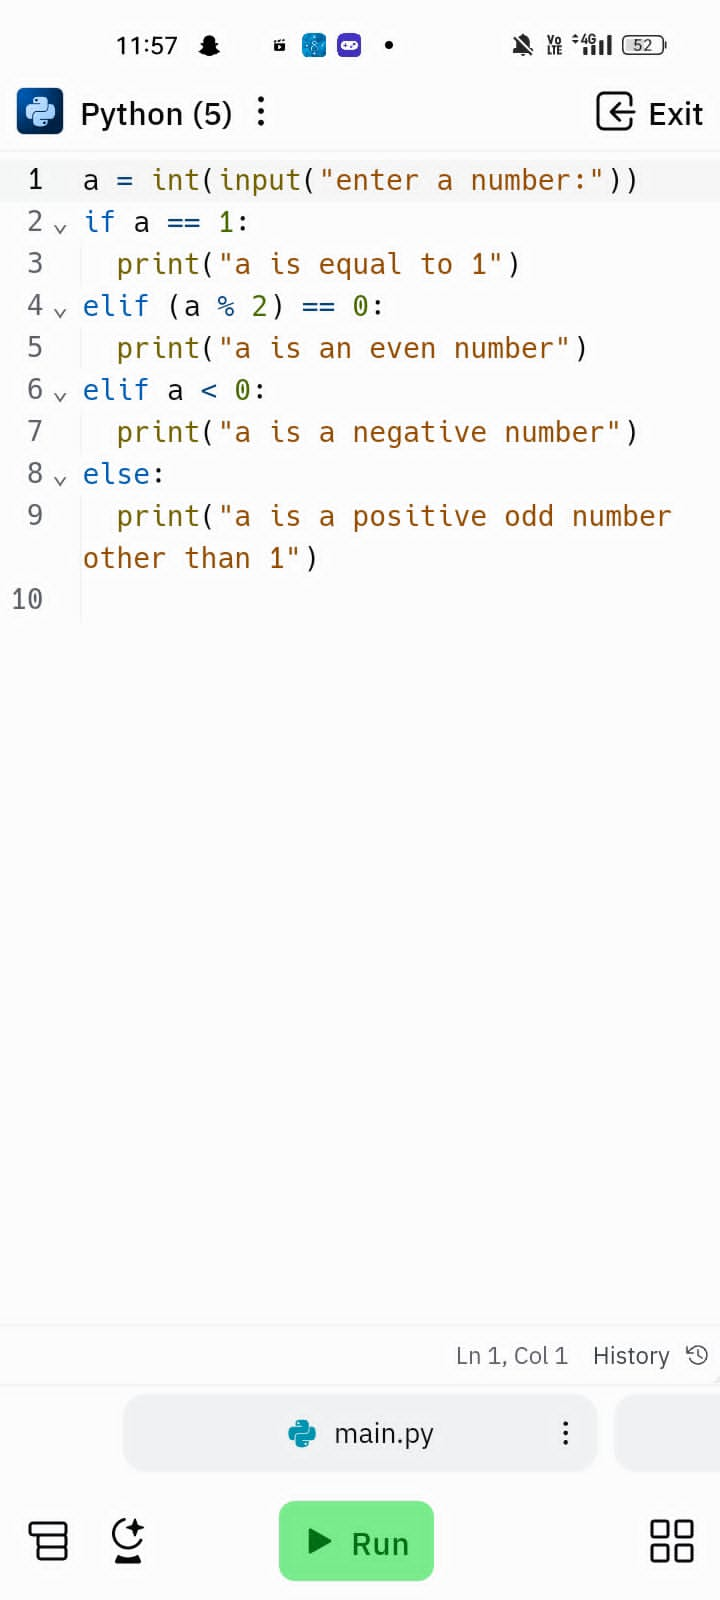 11:57 Vo LTE 4G 52
Python (5) Exit
1 a = int(input("enter a number:"))
2 if a == 1:
3 print("a is equal to 1")
4 elif (a % 2) == 0:
5 print("a is an even number")
6 elif a < 0:
7 print("a is a negative number")
8 else:
9 print("a is a positive odd number
other than 1")
10
Ln 1, Col 1 History
main.py
Run